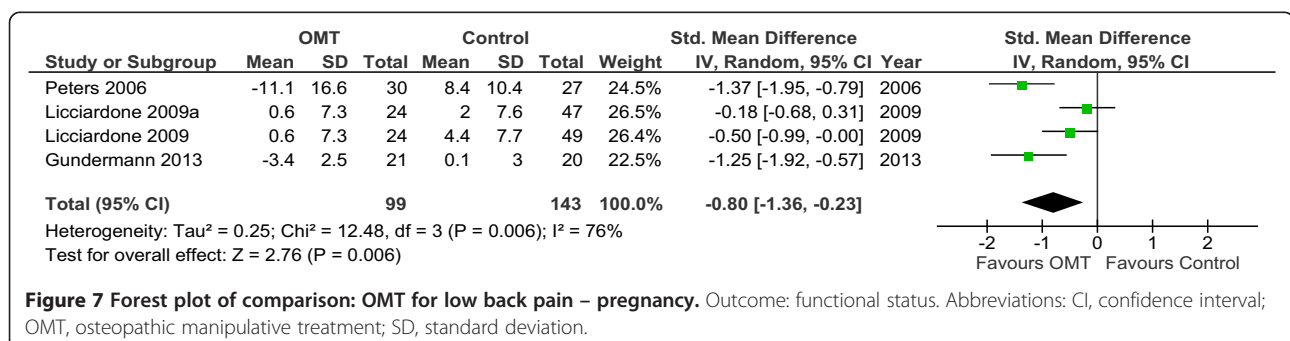 OMT Control Std. Mean Difference Std. Mean Difference
Study or Subgroup Mean SD Total Mean SD Total Weight IV, Random, 95% CI Year IV, Random, 95% CI
Peters 2006 -11.1 16.6 30 8.4 10.4 27 24.5% -1.37 [-1.95, -0.79] 2006
Licciardone 2009a 0.6 7.3 24 2 7.6 47 26.5% -0.18 [-0.68, 0.31] 2009
Licciardone 2009 0.6 7.3 24 4.4 7.7 49 26.4% -0.50 [-0.99, -0.00] 2009
Gundermann 2013 -3.4 2.5 21 0.1 3 20 22.5% -1.25 [-1.92, -0.57] 2013
Total (95% CI) 99 143 100.0% -0.80 [-1.36, -0.23]
Heterogeneity: Tau² = 0.25; Chi² = 12.48, df = 3 (P = 0.006); I² = 76%
Test for overall effect: Z = 2.76 (P = 0.006)
-2 -1 0 1 2
Favours OMT Favours Control
Figure 7 Forest plot of comparison: OMT for low back pain – pregnancy. Outcome: functional status. Abbreviations: CI, confidence interval;
OMT, osteopathic manipulative treatment; SD, standard deviation.